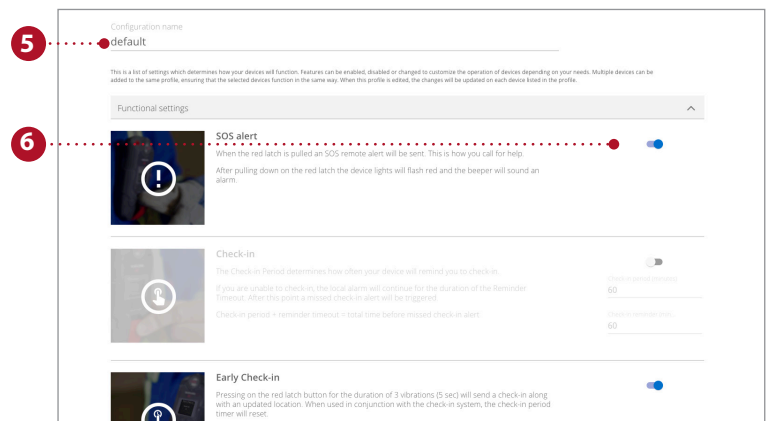 Configuration name
5
default
This is a list of settings which determines how your devices will function. Features can be enabled, disabled or changed to customize the operation of devices depending on your needs. Multiple devices can be
added to the same profile, ensuring that the selected devices function in the same way. When this profile is edited, the changes will be updated on each device listed in the profile.
Functional settings
6
SOS alert
When the red latch is pulled an SOS remote alert will be sent. This is how you call for help.
After pulling down on the red latch the device lights will flash red and the beeper will sound an
alarm.
Check-in
The Check-in Period determines how often your device will remind you to check-in.
If you are unable to check-in, the local alarm will continue for the duration of the Reminder
Timeout. After this point a missed check-in alert will be triggered
Check-in period + reminder timeout = total time before missed check-in alert
60
60
Early Check-in
Pressing on the red latch button for the duration of 3 vibrations (5 sec) will send a check-in along
with an updated location. When used in conjunction with the check-in system, the check-in period
timer will reset.